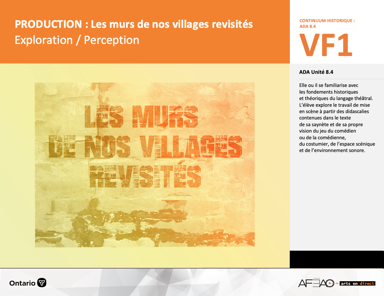 PRODUCTION : Les murs de nos villages revisités
Exploration / Perception
LES MURS
DE NOS VILLAGES
REVISITÉS
CONTINUUM HISTORIQUE :
ADA 8.4
VF1
ADA Unité 8.4
Elle ou il se familiarise avec
les fondements historiques
et théoriques du langage théâtral.
L'élève explore le travail de mise
en scène à partir des didascalies
contenues dans le texte
de sa saynète et de sa propre
vision du jeu du comédien
ou de la comédienne,
du costumier, de l'espace scénique
et de l'environnement sonore.
Ontario
AFEAO - arts en direct